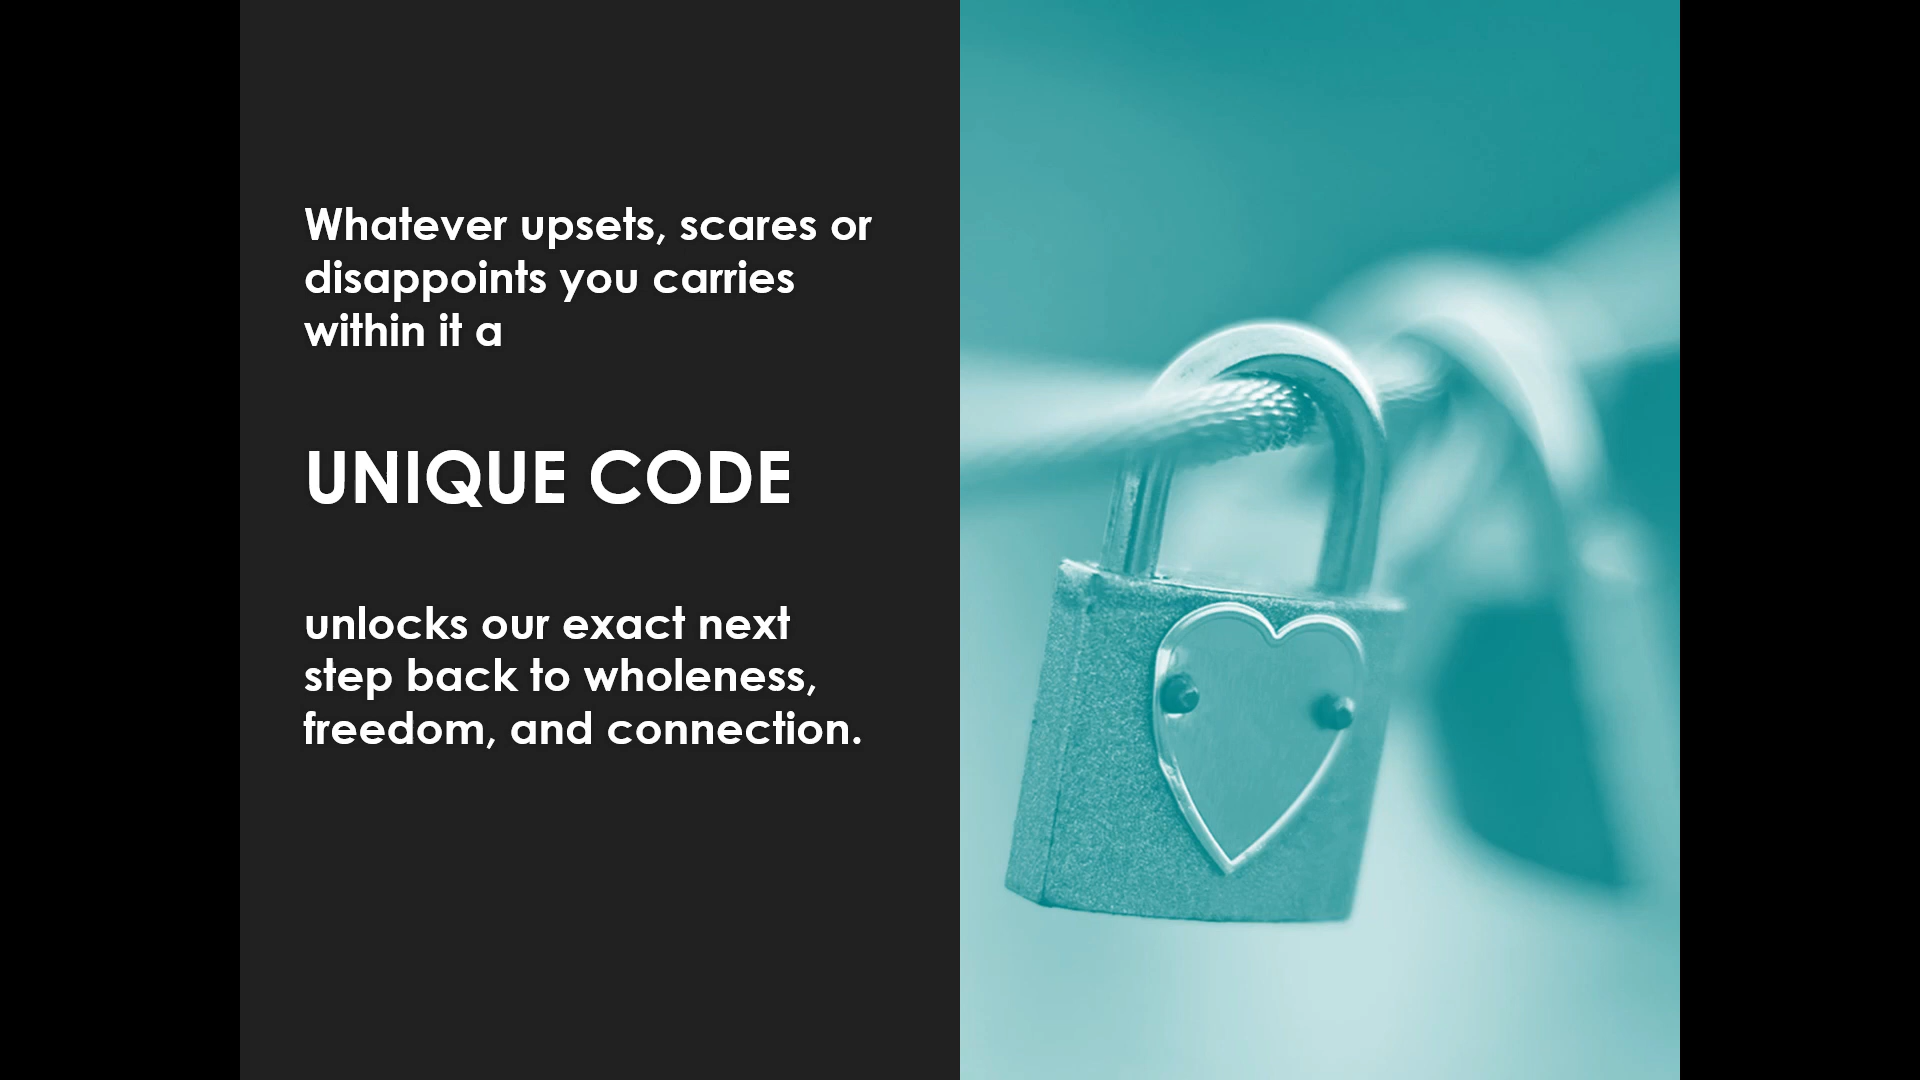 Whatever upsets, scares or
disappoints you carries
within it a
UNIQUE CODE
unlocks our exact next
step back to wholeness,
freedom, and connection.